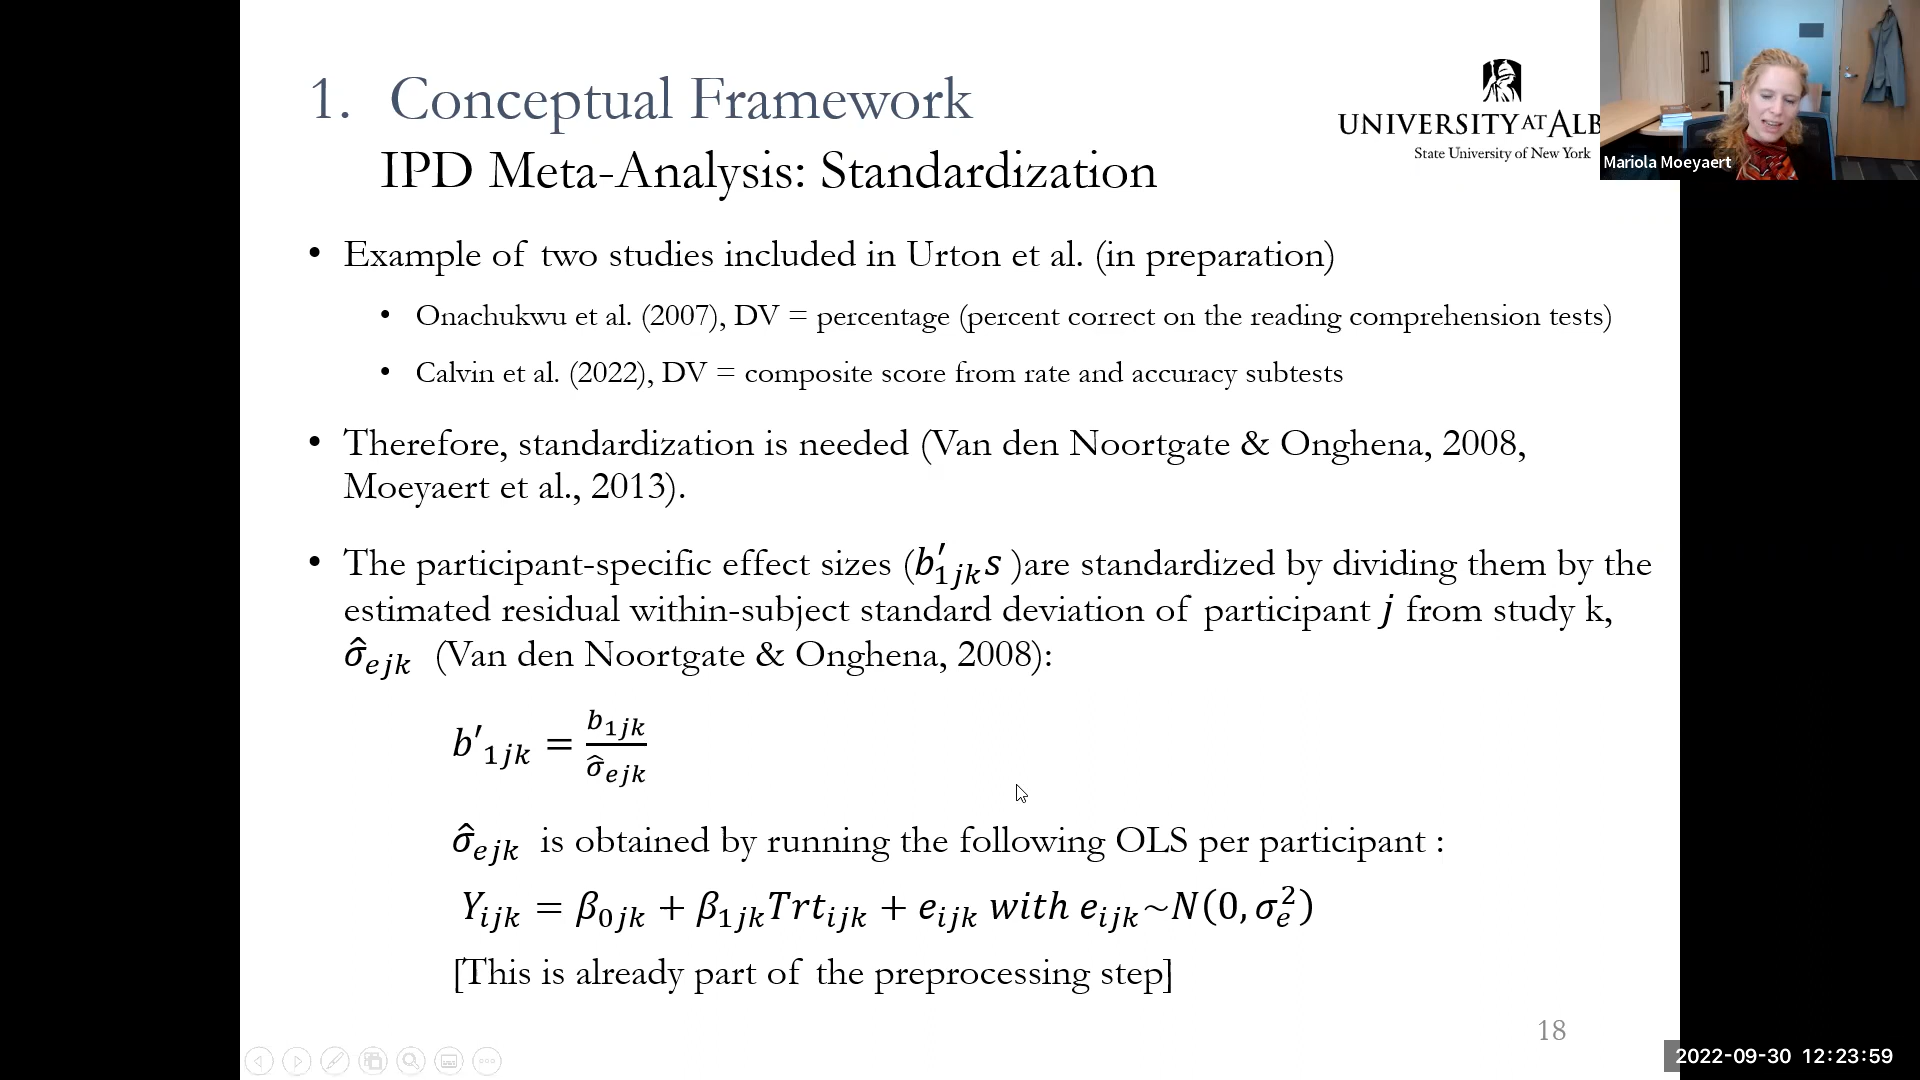 1. Conceptual Framework
IPD Meta-Analysis: Standardization
UNIVERSITY AT ALB
State University of New York
Mariola Moeyaert
• Example of two studies included in Urton et al. (in preparation)
• Onachukwu et al. (2007), DV = percentage (percent correct on the reading comprehension tests)
• Calvin et al. (2022), DV = composite score from rate and accuracy subtests
• Therefore, standardization is needed (Van den Noortgate & Onghena, 2008,
Moeyaert et al., 2013).
• The participant-specific effect sizes (b′₁jk s )are standardized by dividing them by the
estimated residual within-subject standard deviation of participant j from study k,
σ̂ₑjk (Van den Noortgate & Onghena, 2008):
b′₁jk = b₁jk / σ̂ₑjk
σ̂ₑjk is obtained by running the following OLS per participant :
Yijk = β₀jk + β₁jkTrtijk + eijk with eijk~N(0, σₑ²)
[This is already part of the preprocessing step]
18
2022-09-30 12:23:59